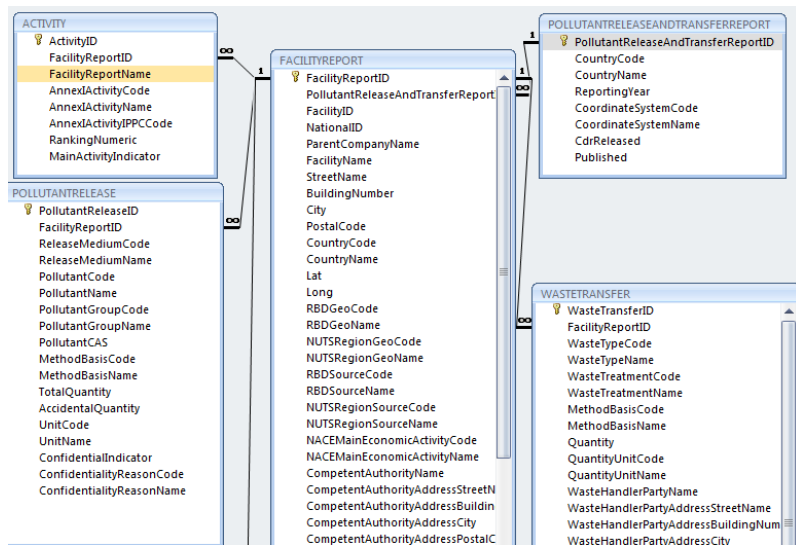 ACTIVITY
ActivityID
FacilityReportID
FacilityReportName
AnnexIActivityCode
AnnexIActivityName
AnnexIActivityIPPCCode
RankingNumeric
MainActivityIndicator
POLLUTANTRELEASE
PollutantReleaseID
FacilityReportID
ReleaseMediumCode
ReleaseMediumName
PollutantCode
PollutantName
PollutantGroupCode
PollutantGroupName
PollutantCAS
MethodBasisCode
MethodBasisName
TotalQuantity
AccidentalQuantity
UnitCode
UnitName
ConfidentialIndicator
ConfidentialityReasonCode
ConfidentialityReasonName
∞
∞
1
FACILITYREPORT
FacilityReportID
PollutantReleaseAndTransferReport
FacilityID
NationalID
ParentCompanyName
FacilityName
StreetName
BuildingNumber
City
PostalCode
CountryCode
CountryName
Lat
Long
RBDGeoCode
RBDGeoName
NUTSRegionGeoCode
NUTSRegionGeoName
RBDSourceCode
RBDSourceName
NUTSRegionSourceCode
NUTSRegionSourceName
NACEMainEconomicActivityCode
NACEMainEconomicActivityName
CompetentAuthorityName
CompetentAuthorityAddressStreetN
CompetentAuthorityAddressBuildin
CompetentAuthorityAddressCity
CompetentAuthorityAddressPostalC
1
1
∞
∞
POLLUTANTRELEASEANDTRANSFERREPORT
PollutantReleaseAndTransferReportID
CountryCode
CountryName
ReportingYear
CoordinateSystemCode
CoordinateSystemName
CdrReleased
Published
WASTETRANSFER
WasteTransferID
FacilityReportID
WasteTypeCode
WasteTypeName
WasteTreatmentCode
WasteTreatmentName
MethodBasisCode
MethodBasisName
Quantity
QuantityUnitCode
QuantityUnitName
WasteHandlerPartyName
WasteHandlerPartyAddressStreetName
WasteHandlerPartyAddressBuildingNum
WasteHandlerPartyAddressCity